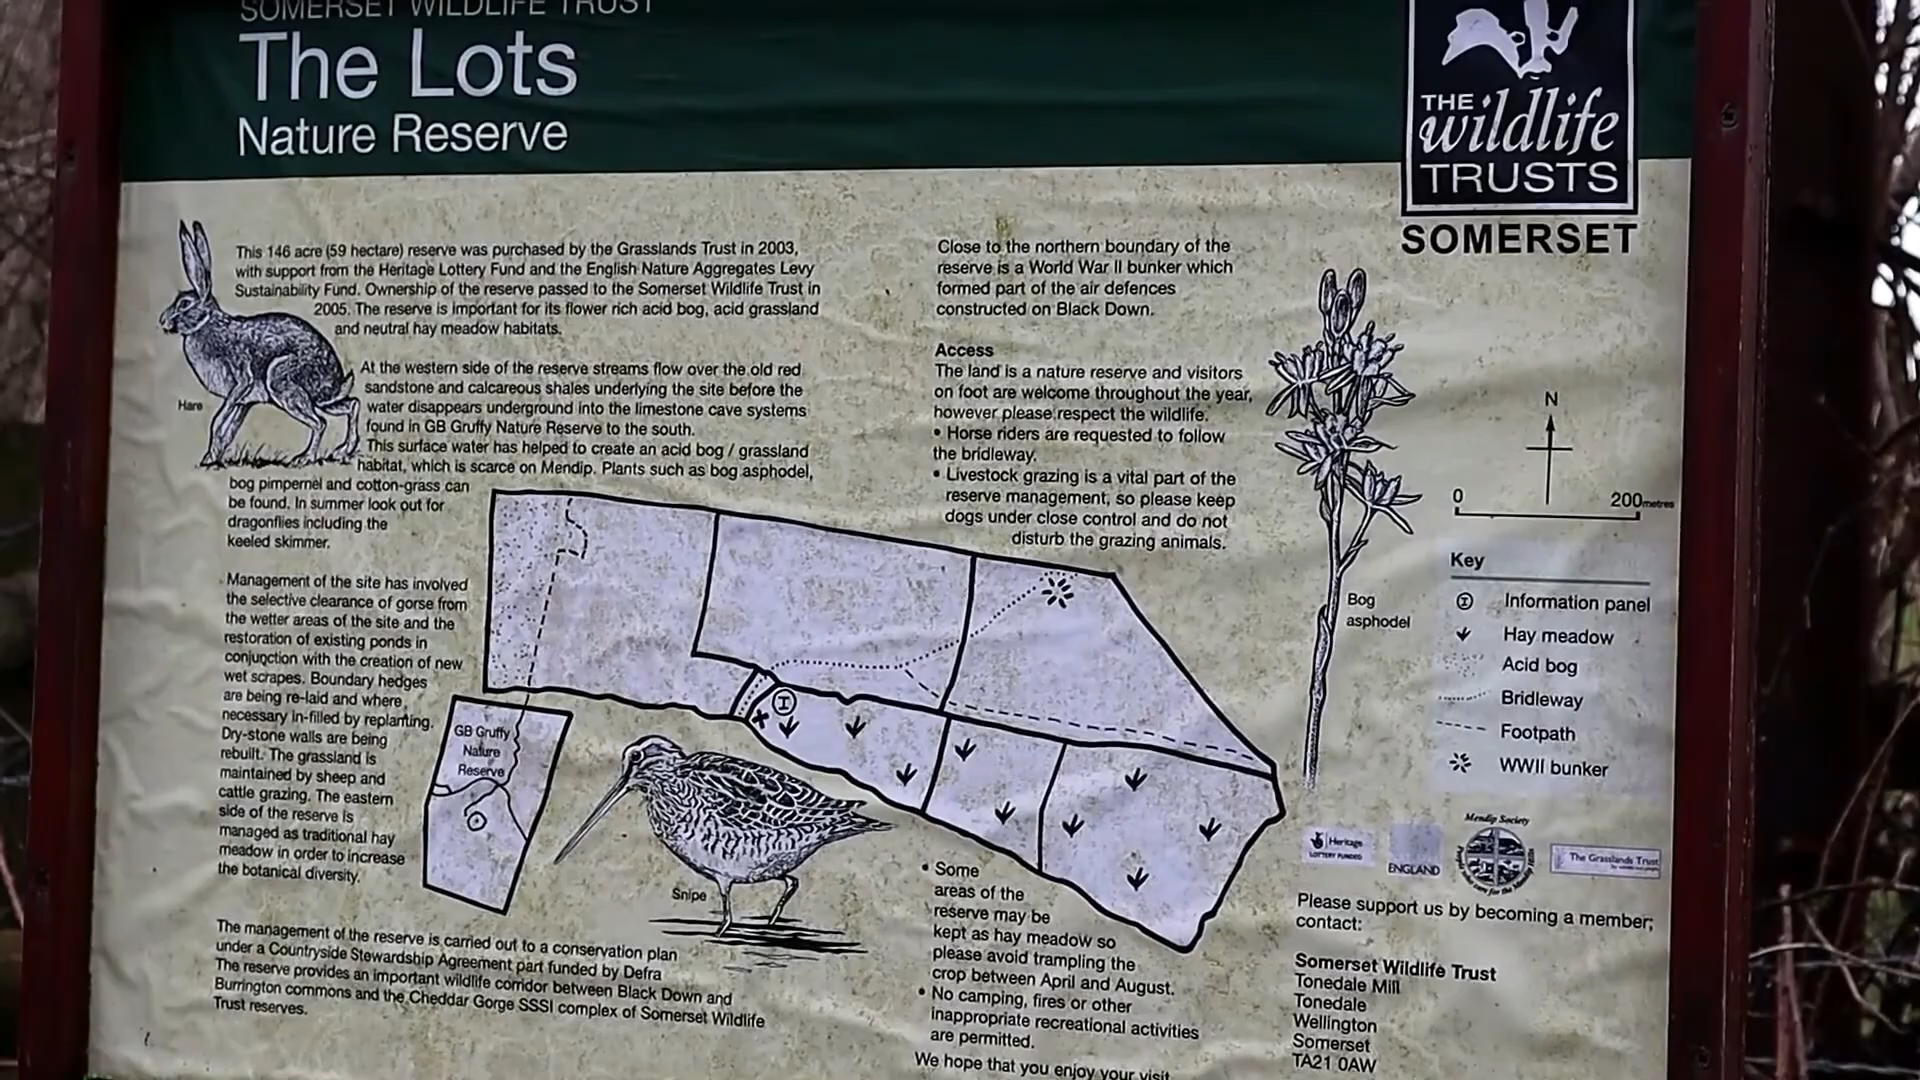 SOMERSET WILDLIFE TRUST
The Lots
Nature Reserve
THE
wildlife
TRUSTS
SOMERSET
This 146 acre (59 hectare) reserve was purchased by the Grasslands Trust in 2003,
with support from the Heritage Lottery Fund and the English Nature Aggregates Levy
Sustainability Fund. Ownership of the reserve passed to the Somerset Wildlife Trust in
2005. The reserve is important for its flower rich acid bog, acid grassland
and neutral hay meadow habitats.
Hare
At the western side of the reserve streams flow over the old red
sandstone and calcareous shales underlying the site before the
water disappears underground into the limestone cave systems
found in GB Gruffy Nature Reserve to the south.
This surface water has helped to create an acid bog / grassland
habitat, which is scarce on Mendip. Plants such as bog asphodel,
bog pimpernel and cotton-grass can
be found. In summer look out for
dragonflies including the
keeled skimmer.
Management of the site has involved
the selective clearance of gorse from
the wetter areas of the site and the
restoration of existing ponds in
conjunction with the creation of new
wet scrapes. Boundary hedges
are being re-laid and where
necessary in-filled by replanting.
Dry-stone walls are being
rebuilt. The grassland is
maintained by sheep and
cattle grazing. The eastern
side of the reserve is
managed as traditional hay
meadow in order to increase
the botanical diversity.
The management of the reserve is carried out to a conservation plan
under a Countryside Stewardship Agreement part funded by Defra
The reserve provides an important wildlife corridor between Black Down and
Burrington commons and the Cheddar Gorge SSSI complex of Somerset Wildlife
Trust reserves.
GB Gruffy
Nature
Reserve
Snipe
Close to the northern boundary of the
reserve is a World War II bunker which
formed part of the air defences
constructed on Black Down.
Access
The land is a nature reserve and visitors
on foot are welcome throughout the year,
however please respect the wildlife.
• Horse riders are requested to follow
the bridleway.
• Livestock grazing is a vital part of the
reserve management, so please keep
dogs under close control and do not
disturb the grazing animals.
• Some
areas of the
reserve may be
kept as hay meadow so
please avoid trampling the
crop between April and August.
• No camping, fires or other
inappropriate recreational activities
are permitted.
We hope that you enjoy your visit
Bog
asphodel
N
0 200metres
Key
Information panel
Hay meadow
Acid bog
Bridleway
Footpath
WWII bunker
Heritage
LOTTERY FUNDED
ENGLAND
Mendip Society
The Grasslands Trust
Please support us by becoming a member;
contact:
Somerset Wildlife Trust
Tonedale Mill
Tonedale
Wellington
Somerset
TA21 0AW